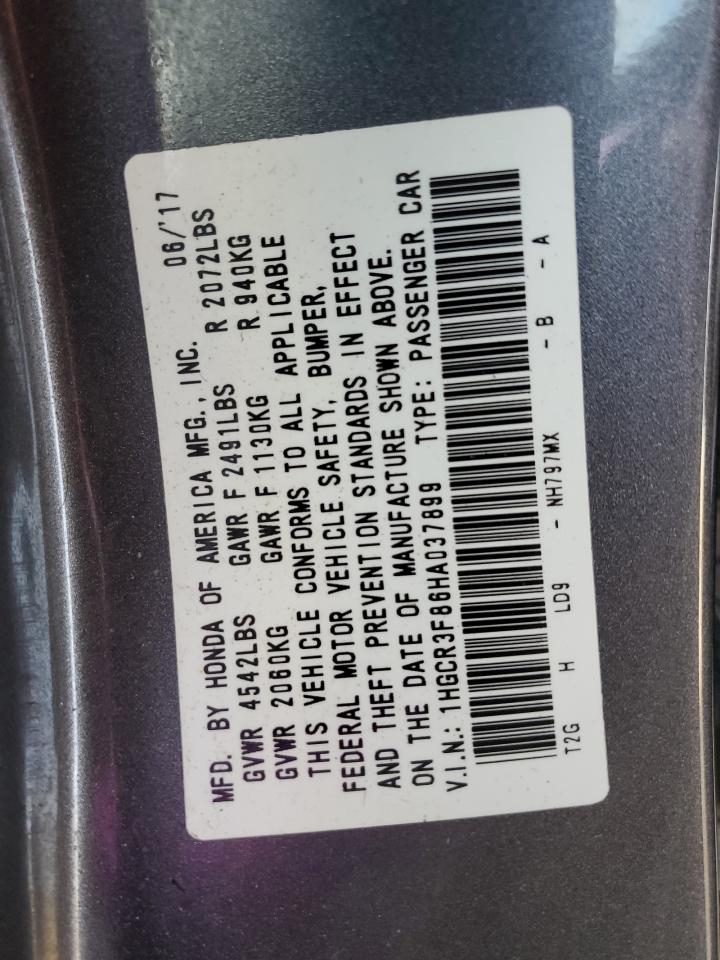 MFD. BY HONDA OF AMERICA MFG., INC. 06/'17
GVWR 4542LBS GAWR F 2491LBS R 2072LBS
GVWR 2060KG GAWR F 1130KG R 940KG
THIS VEHICLE CONFORMS TO ALL APPLICABLE
FEDERAL MOTOR VEHICLE SAFETY, BUMPER,
AND THEFT PREVENTION STANDARDS IN EFFECT
ON THE DATE OF MANUFACTURE SHOWN ABOVE.
V.I.N.: 1HGCR3F86HA037899 TYPE: PASSENGER CAR
T2G H LD9 - NH797MX - B - A